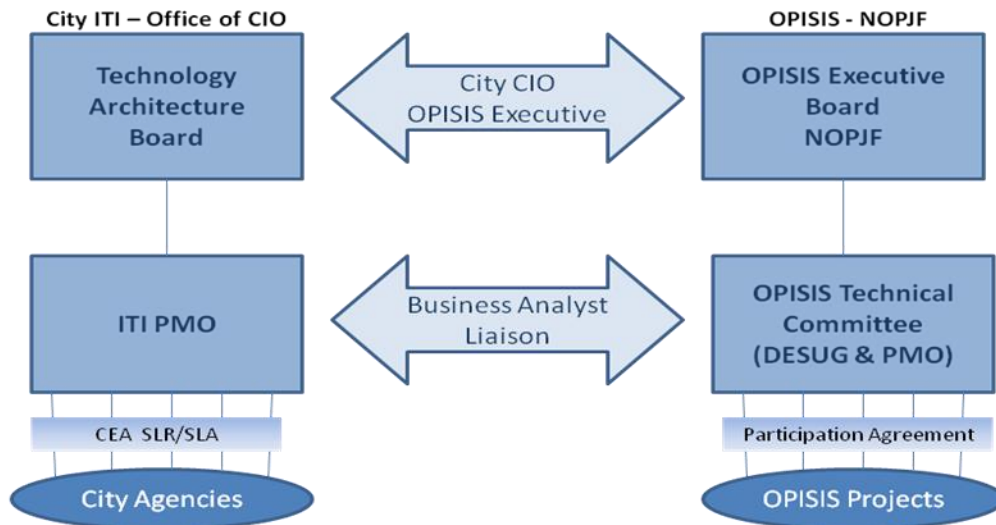 City ITI – Office of CIO
OPISIS - NOPJF
Technology
Architecture
Board
City CIO
OPISIS Executive
OPISIS Executive
Board
NOPJF
ITI PMO
Business Analyst
Liaison
OPISIS Technical
Committee
(DESUG & PMO)
CEA SLR/SLA
Participation Agreement
City Agencies
OPISIS Projects